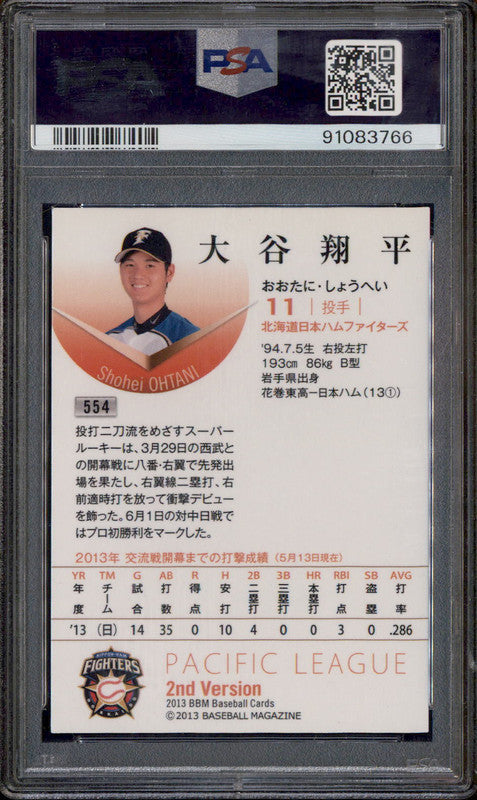 PSA
91083766
大谷翔平
おおたに・しょうへい
11 |投手|
北海道日本ハムファイターズ
'94.7.5生 右投左打
193cm 86kg B型
岩手県出身
花巻東高―日本ハム(13①)
Shohei OHTANI
554
投打二刀流をめざすスーパー
ルーキーは、3月29日の西武と
の開幕戦に八番・右翼で先発出
場を果たし、右翼線二塁打、右
前適時打を放って衝撃デビュー
を飾った。6月1日の対中日戦で
はプロ初勝利をマークした。
2013年 交流戦開幕までの打撃成績(5月13日現在)
YR TM G AB R H 2B 3B HR RBI SB AVG
年度 チーム 試合 打数 得点 安打 二塁打 三塁打 本塁打 打点 盗塁 打率
'13 (日) 14 35 0 10 4 0 0 3 0 .286
NIPPON-HAM
FIGHTERS
PACIFIC LEAGUE
2nd Version
2013 BBM Baseball Cards
©2013 BASEBALL MAGAZINE